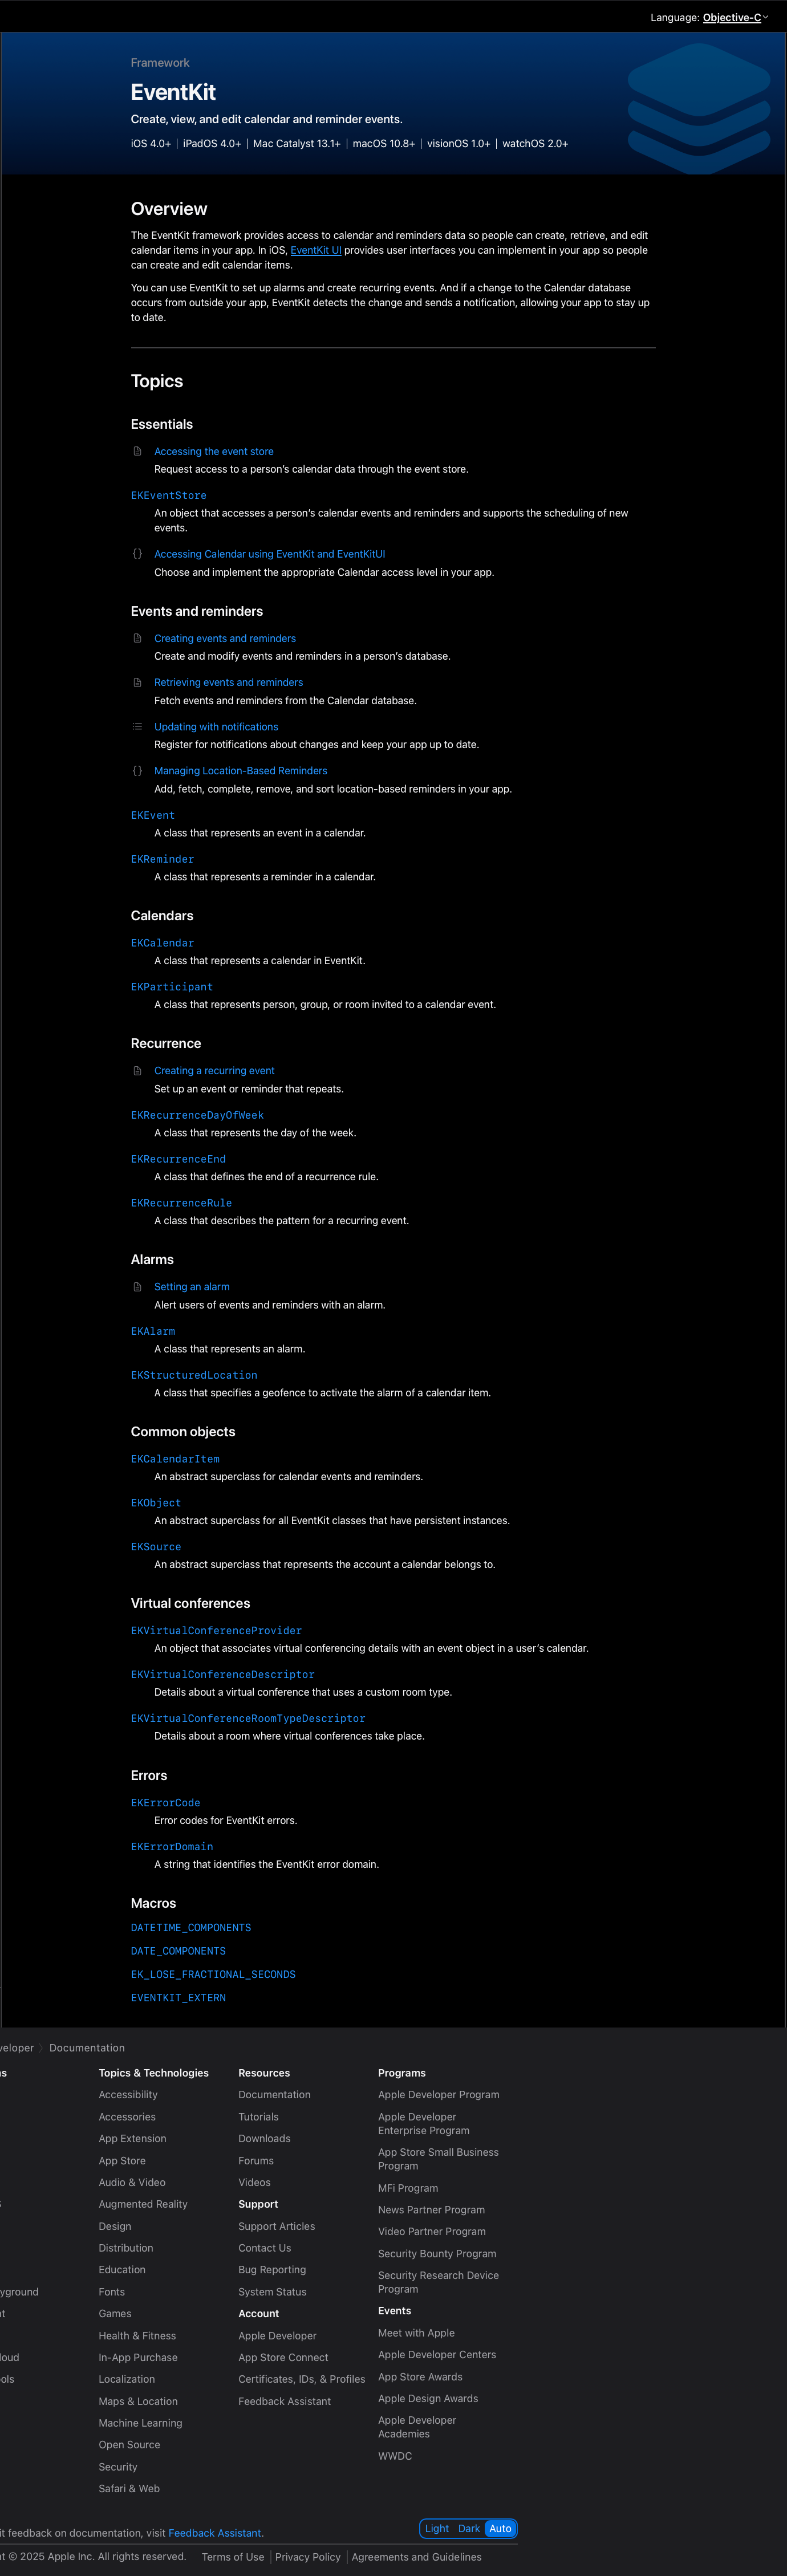 Language: Objective-C
Framework
EventKit
Create, view, and edit calendar and reminder events.
iOS 4.0+ | iPadOS 4.0+ | Mac Catalyst 13.1+ | macOS 10.8+ | visionOS 1.0+ | watchOS 2.0+
Overview
The EventKit framework provides access to calendar and reminders data so people can create, retrieve, and edit
calendar items in your app. In iOS, EventKit UI provides user interfaces you can implement in your app so people
can create and edit calendar items.
You can use EventKit to set up alarms and create recurring events. And if a change to the Calendar database
occurs from outside your app, EventKit detects the change and sends a notification, allowing your app to stay up
to date.
Topics
Essentials
Accessing the event store
Request access to a person’s calendar data through the event store.
EKEventStore
An object that accesses a person’s calendar events and reminders and supports the scheduling of new
events.
{} Accessing Calendar using EventKit and EventKitUI
Choose and implement the appropriate Calendar access level in your app.
Events and reminders
Creating events and reminders
Create and modify events and reminders in a person’s database.
Retrieving events and reminders
Fetch events and reminders from the Calendar database.
Updating with notifications
Register for notifications about changes and keep your app up to date.
{} Managing Location-Based Reminders
Add, fetch, complete, remove, and sort location-based reminders in your app.
EKEvent
A class that represents an event in a calendar.
EKReminder
A class that represents a reminder in a calendar.
Calendars
EKCalendar
A class that represents a calendar in EventKit.
EKParticipant
A class that represents person, group, or room invited to a calendar event.
Recurrence
Creating a recurring event
Set up an event or reminder that repeats.
EKRecurrenceDayOfWeek
A class that represents the day of the week.
EKRecurrenceEnd
A class that defines the end of a recurrence rule.
EKRecurrenceRule
A class that describes the pattern for a recurring event.
Alarms
Setting an alarm
Alert users of events and reminders with an alarm.
EKAlarm
A class that represents an alarm.
EKStructuredLocation
A class that specifies a geofence to activate the alarm of a calendar item.
Common objects
EKCalendarItem
An abstract superclass for calendar events and reminders.
EKObject
An abstract superclass for all EventKit classes that have persistent instances.
EKSource
An abstract superclass that represents the account a calendar belongs to.
Virtual conferences
EKVirtualConferenceProvider
An object that associates virtual conferencing details with an event object in a user’s calendar.
EKVirtualConferenceDescriptor
Details about a virtual conference that uses a custom room type.
EKVirtualConferenceRoomTypeDescriptor
Details about a room where virtual conferences take place.
Errors
EKErrorCode
Error codes for EventKit errors.
EKErrorDomain
A string that identifies the EventKit error domain.
Macros
DATETIME_COMPONENTS
DATE_COMPONENTS
EK_LOSE_FRACTIONAL_SECONDS
EVENTKIT_EXTERN
veloper Documentation
Topics & Technologies
Accessibility
Accessories
App Extension
App Store
Audio & Video
Augmented Reality
Design
Distribution
Education
Fonts
Games
Health & Fitness
In-App Purchase
Localization
Maps & Location
Machine Learning
Open Source
Security
Safari & Web
Resources
Documentation
Tutorials
Downloads
Forums
Videos
Support
Support Articles
Contact Us
Bug Reporting
System Status
Account
Apple Developer
App Store Connect
Certificates, IDs, & Profiles
Feedback Assistant
Programs
Apple Developer Program
Apple Developer
Enterprise Program
App Store Small Business
Program
MFi Program
News Partner Program
Video Partner Program
Security Bounty Program
Security Research Device
Program
Events
Meet with Apple
Apple Developer Centers
App Store Awards
Apple Design Awards
Apple Developer
Academies
WWDC
it feedback on documentation, visit Feedback Assistant.
Light Dark Auto
© 2025 Apple Inc. All rights reserved. Terms of Use | Privacy Policy | Agreements and Guidelines